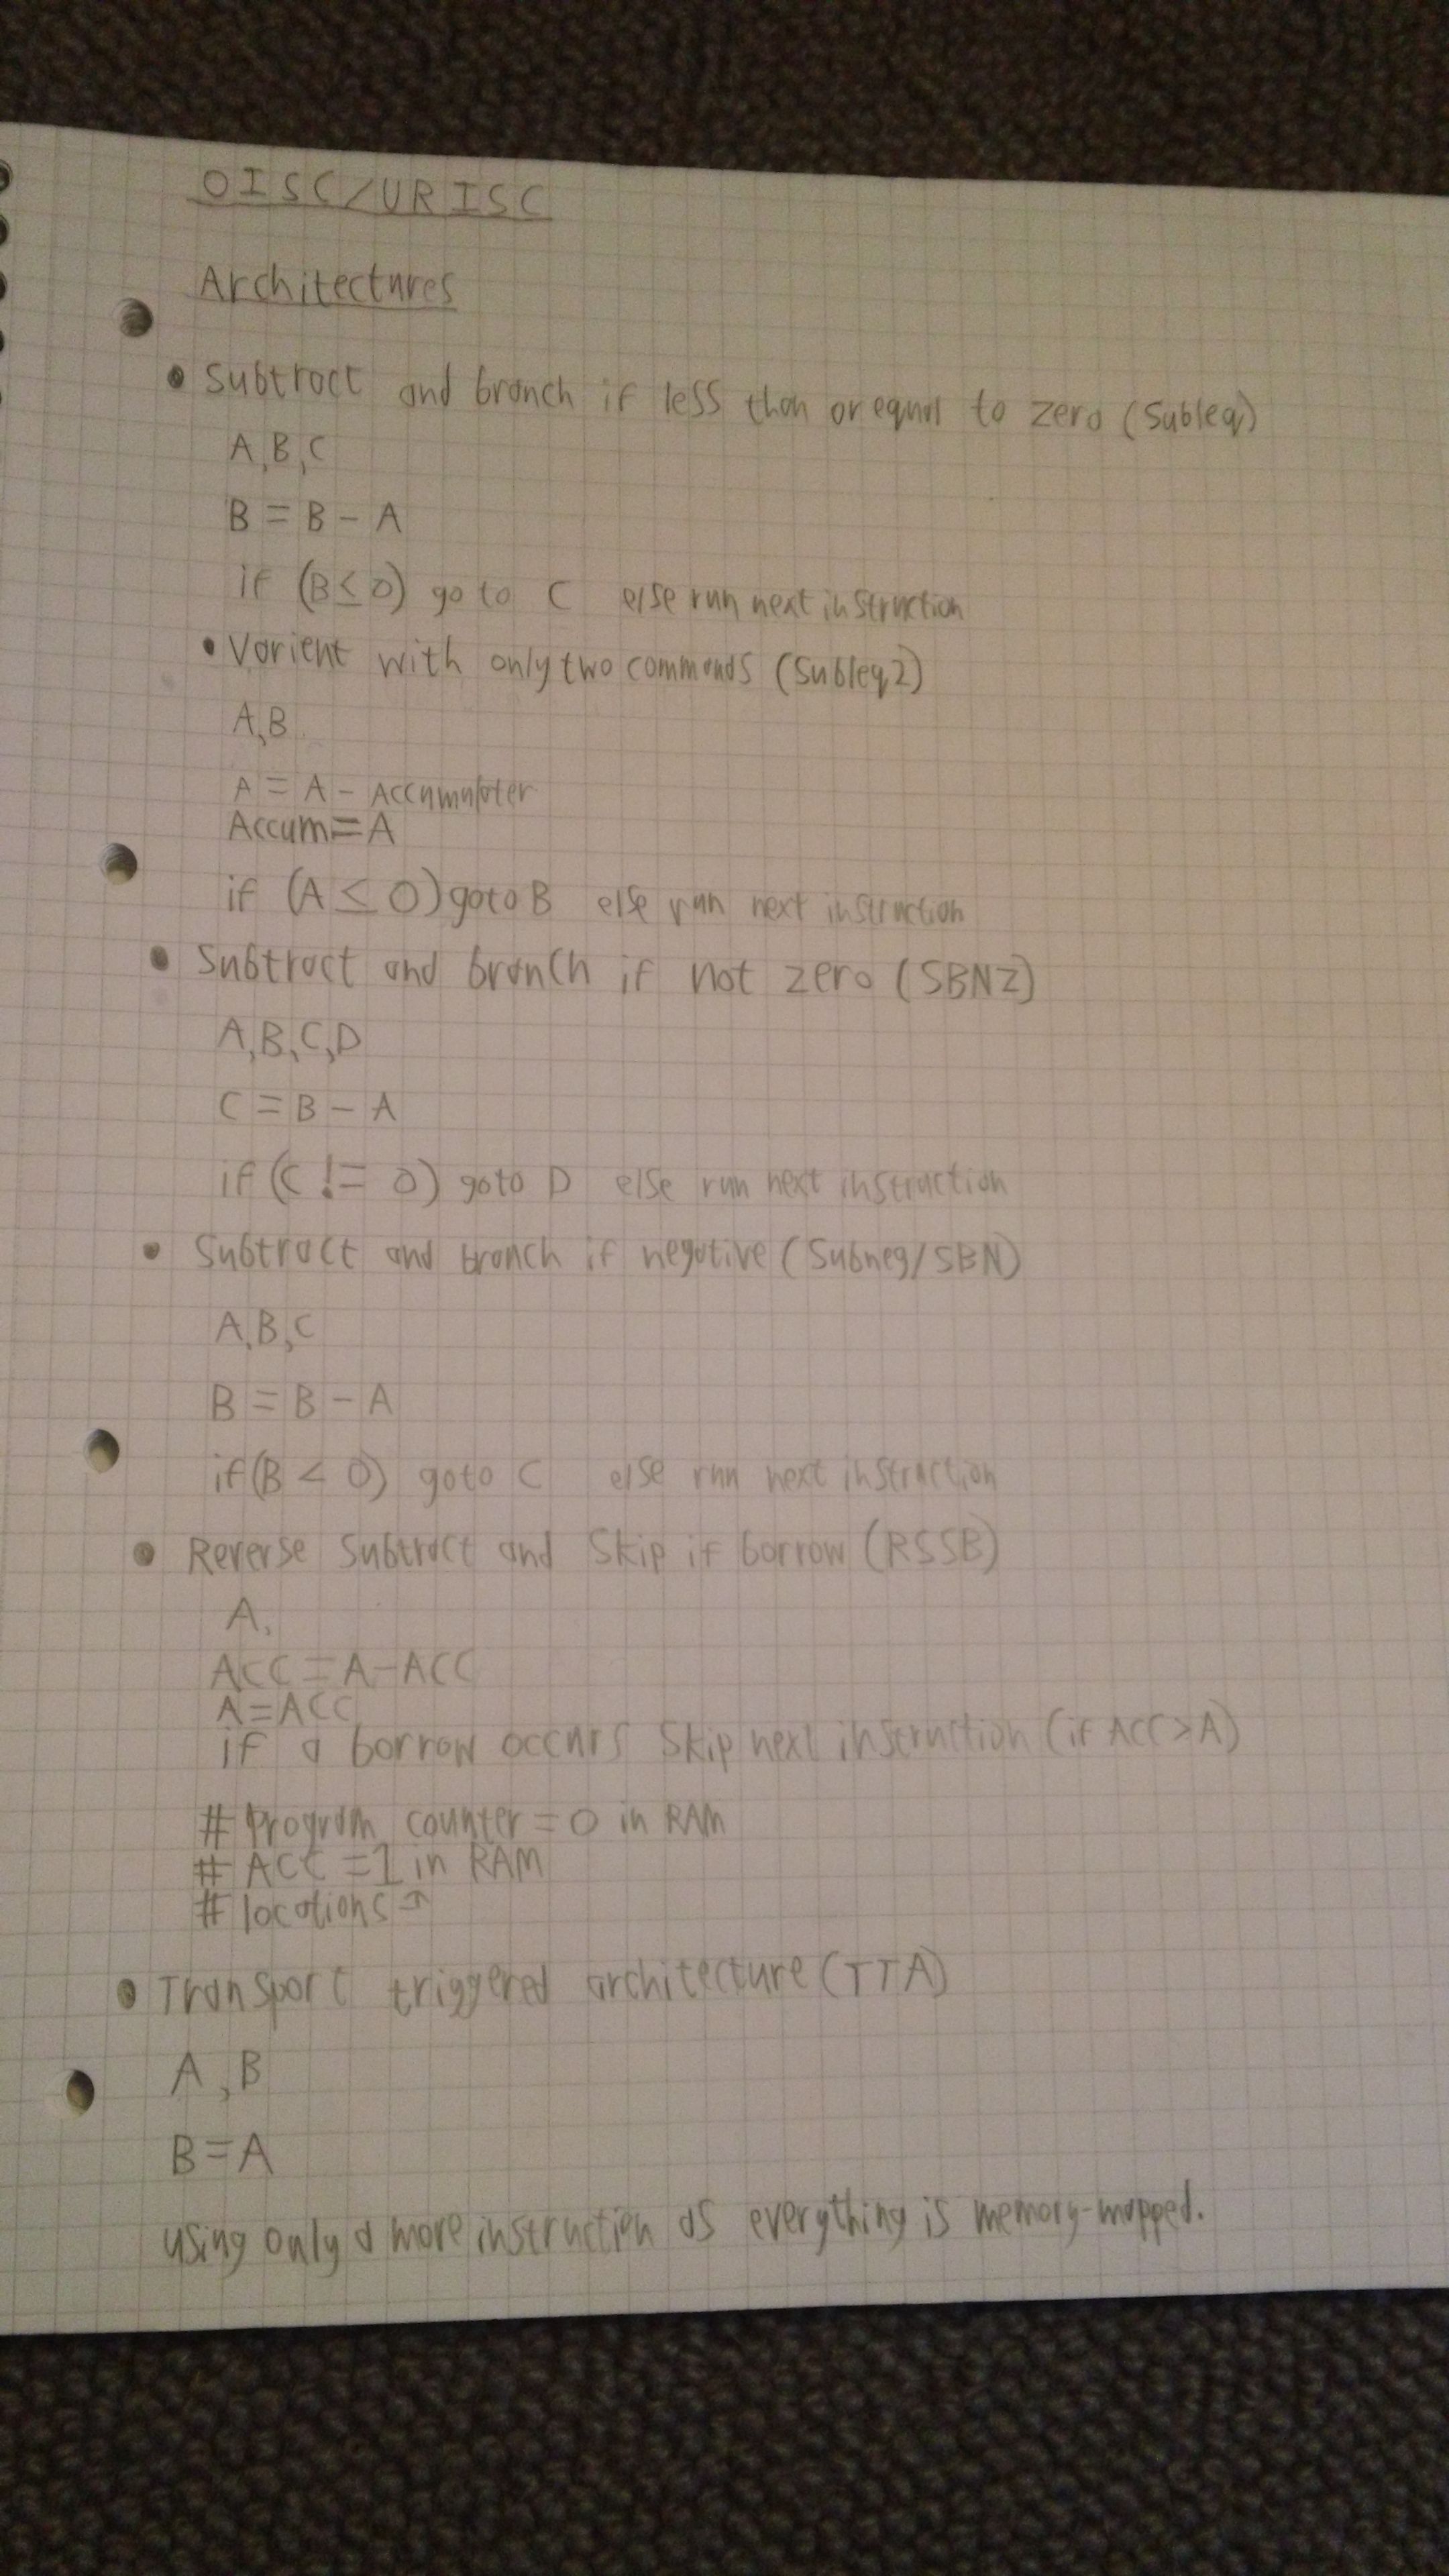 OISC/URISC
Architectures
• Subtract and branch if less than or equal to zero (Subleq)
A,B,C
B = B - A
if (B ≤ 0) go to C else run next instruction
• Varient with only two commands (Subleq2)
A,B
A = A - Accumulater
Accum=A
if (A ≤ 0) goto B else run next instruction
• Subtract and branch if not zero (SBNZ)
A,B,C,D
C = B - A
if (C != 0) goto D else run next instruction
• Subtract and branch if negative (Subneg/SBN)
A,B,C
B = B - A
if (B < 0) goto C else run next instruction
• Reverse Subtract and Skip if borrow (RSSB)
A,
ACC = A-ACC
A=ACC
if a borrow occurs Skip next instruction (if ACC>A)
# Program counter = 0 in RAM
# ACC =1 in RAM
# locations
• Transport triggered architecture (TTA)
A,B
B=A
using only a more instruction as everything is memory-mapped.